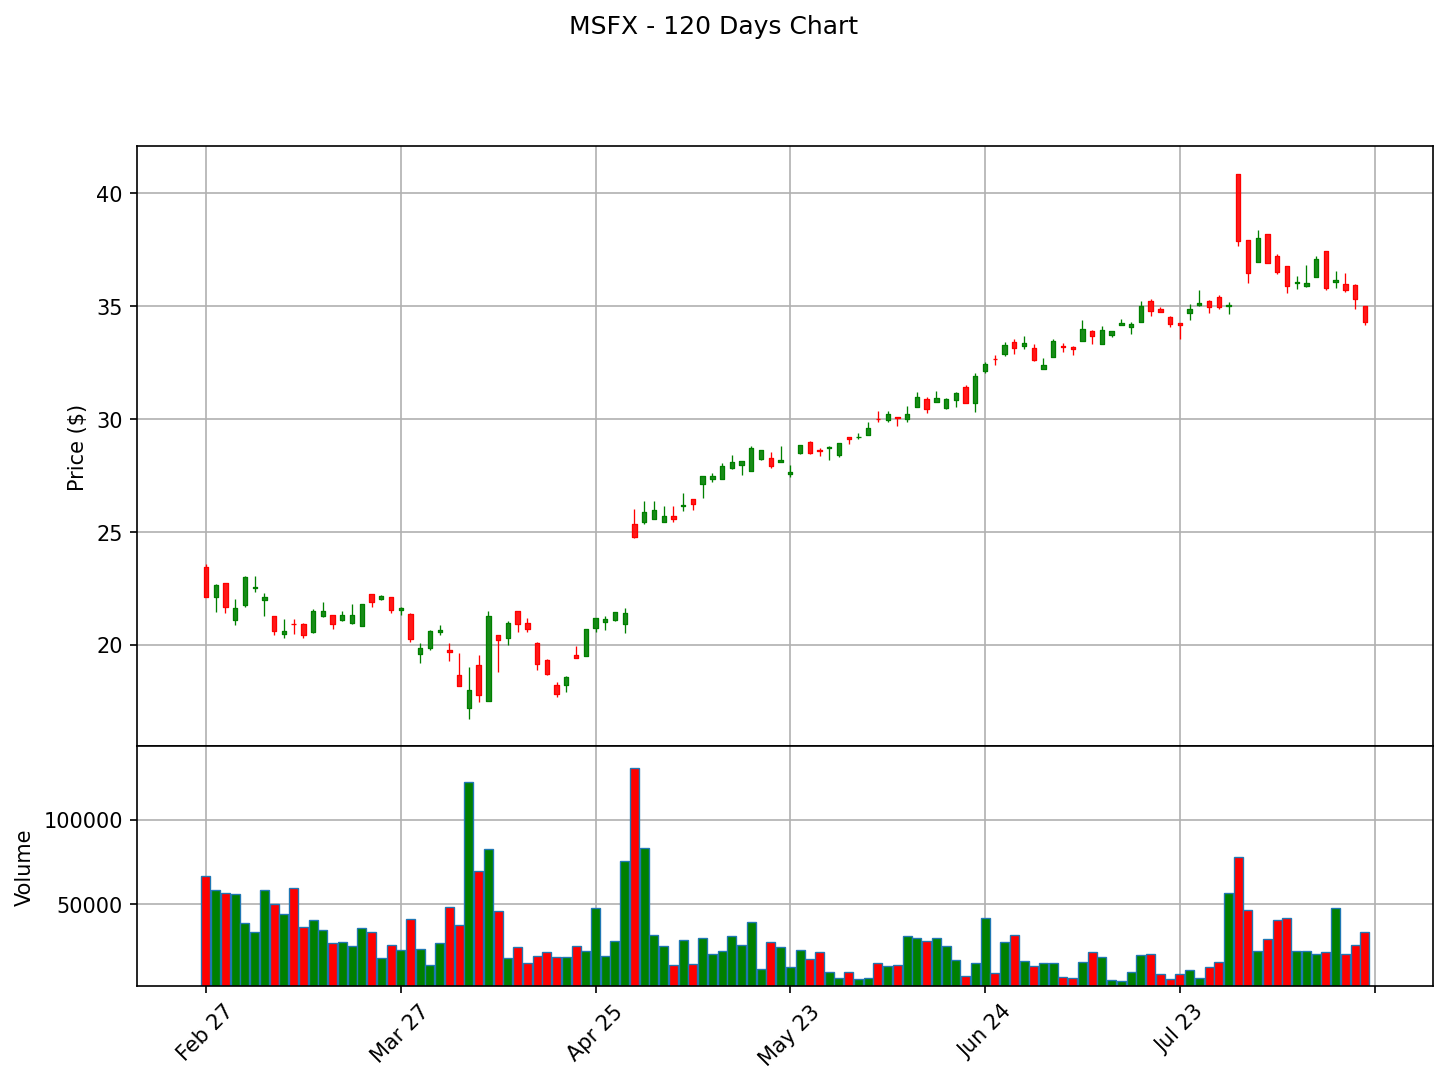 MSFX - 120 Days Chart
Price ($)
40
35
30
25
20
Volume
100000
50000
Feb 27
Mar 27
Apr 25
May 23
Jun 24
Jul 23